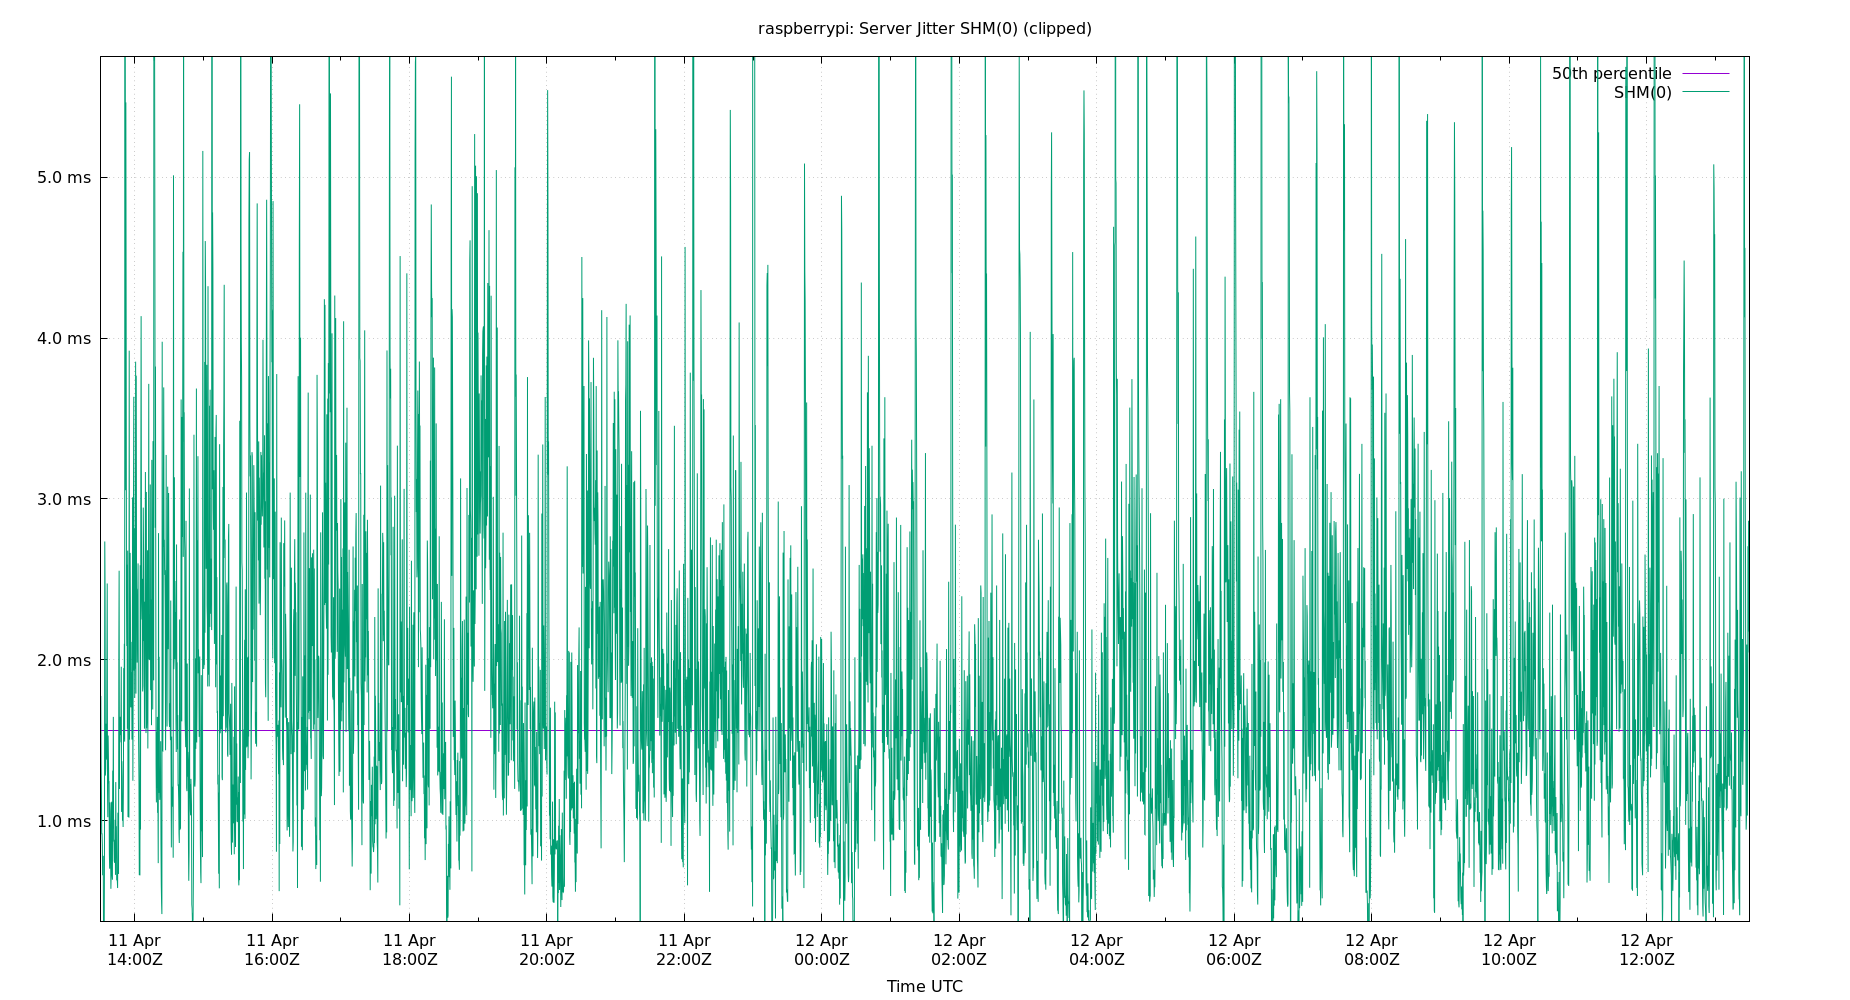 raspberrypi: Server Jitter SHM(0) (clipped)
50th percentile
SHM(0)
5.0 ms
4.0 ms
3.0 ms
2.0 ms
1.0 ms
11 Apr 11 Apr 11 Apr 11 Apr 11 Apr 12 Apr 12 Apr 12 Apr 12 Apr 12 Apr 12 Apr 12 Apr
14:00Z 16:00Z 18:00Z 20:00Z 22:00Z 00:00Z 02:00Z 04:00Z 06:00Z 08:00Z 10:00Z 12:00Z
Time UTC